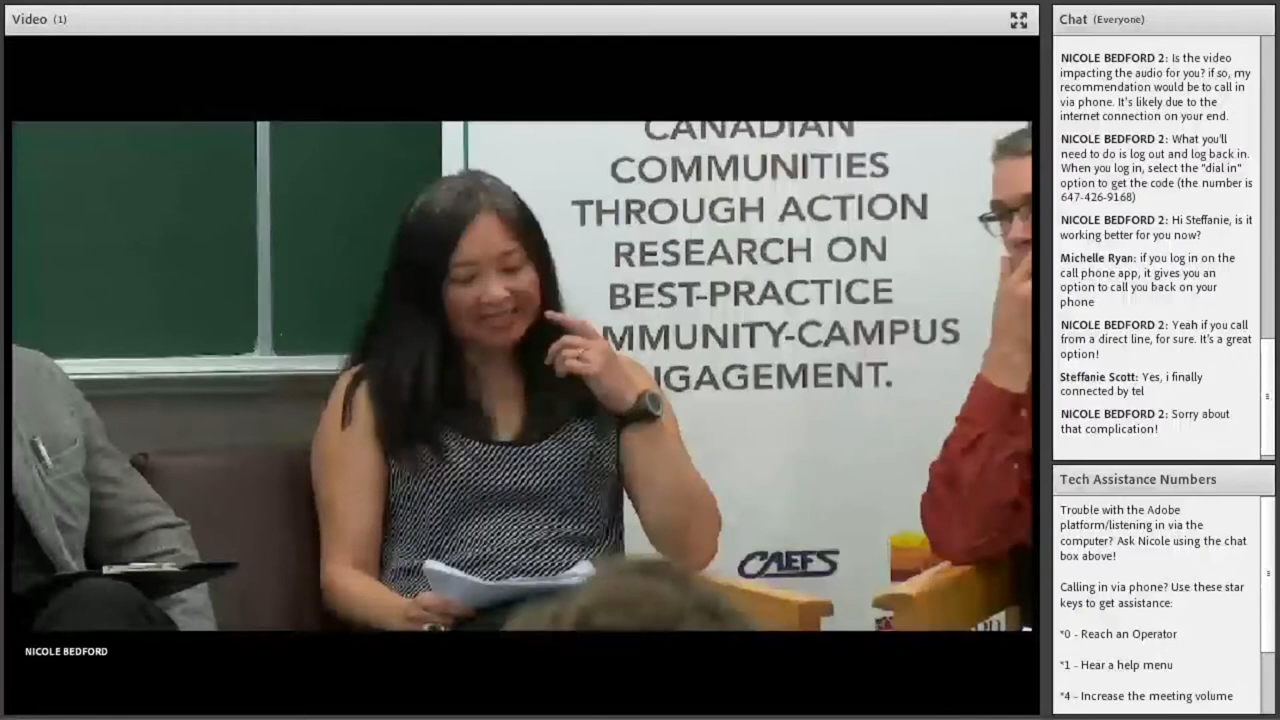 Video (1)
CANADIAN
COMMUNITIES
THROUGH ACTION
RESEARCH ON
BEST-PRACTICE
MMUNITY-CAMPUS
GAGEMENT.
CAEFS
NICOLE BEDFORD
Chat (Everyone)
NICOLE BEDFORD 2: Is the video
impacting the audio for you? if so, my
recommendation would be to call in
via phone. It's likely due to the
internet connection on your end.
NICOLE BEDFORD 2: What you'll
need to do is log out and log back in.
When you log in, select the "dial in"
option to get the code (the number is
647-426-9168)
NICOLE BEDFORD 2: Hi Steffanie, is it
working better for you now?
Michelle Ryan: if you log in on the
call phone app, it gives you an
option to call you back on your
phone
NICOLE BEDFORD 2: Yeah if you call
from a direct line, for sure. It's a great
option!
Steffanie Scott: Yes, i finally
connected by tel
NICOLE BEDFORD 2: Sorry about
that complication!
Tech Assistance Numbers
Trouble with the Adobe
platform/listening in via the
computer? Ask Nicole using the chat
box above!
Calling in via phone? Use these star
keys to get assistance:
*0 - Reach an Operator
*1 - Hear a help menu
*4 - Increase the meeting volume